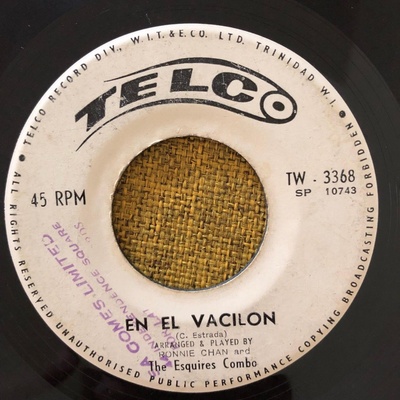 TELCO RECORD DIV., W.I.T. & E.CO. LTD. TRINIDAD W.I.
TELCO
45 RPM
TW - 3368
SP 10743
GOMES LIMITED
SQUARE
EN EL VACILON
(C. Estrada)
ARRANGED & PLAYED BY
RONNIE CHAN and
The Esquires Combo
ALL RIGHTS RESERVED UNAUTHORISED PUBLIC PERFORMANCE COPYING BROADCASTING FORBIDDEN